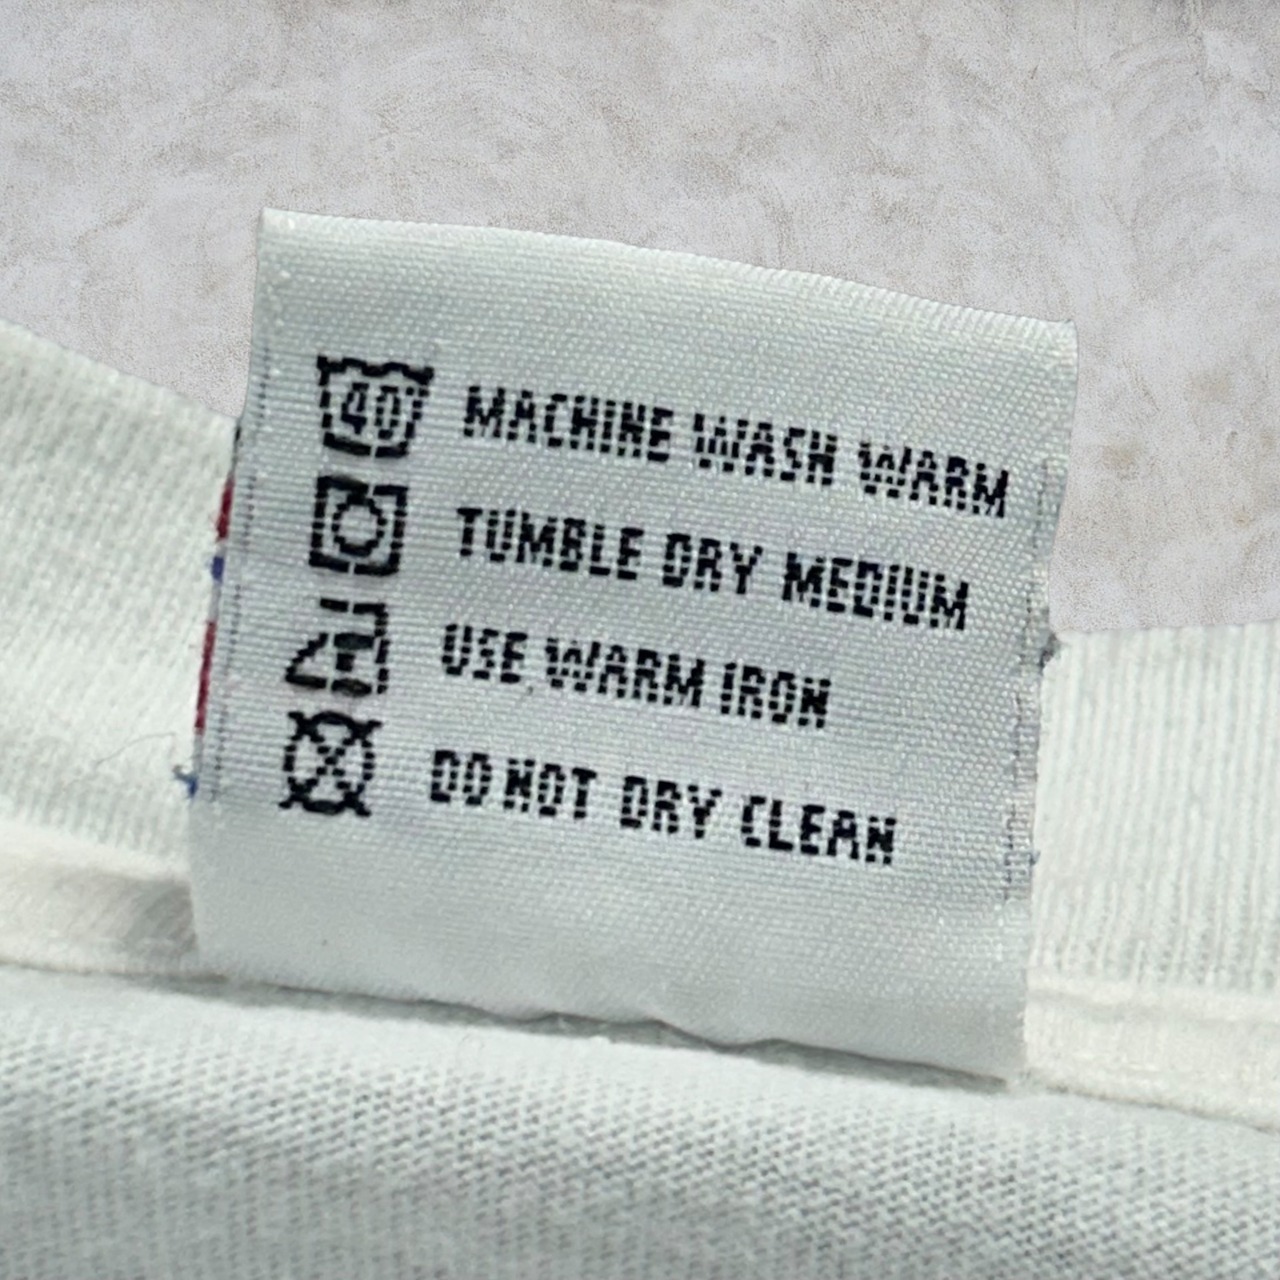 40° MACHINE WASH WARM
TUMBLE DRY MEDIUM
USE WARM IRON
DO NOT DRY CLEAN